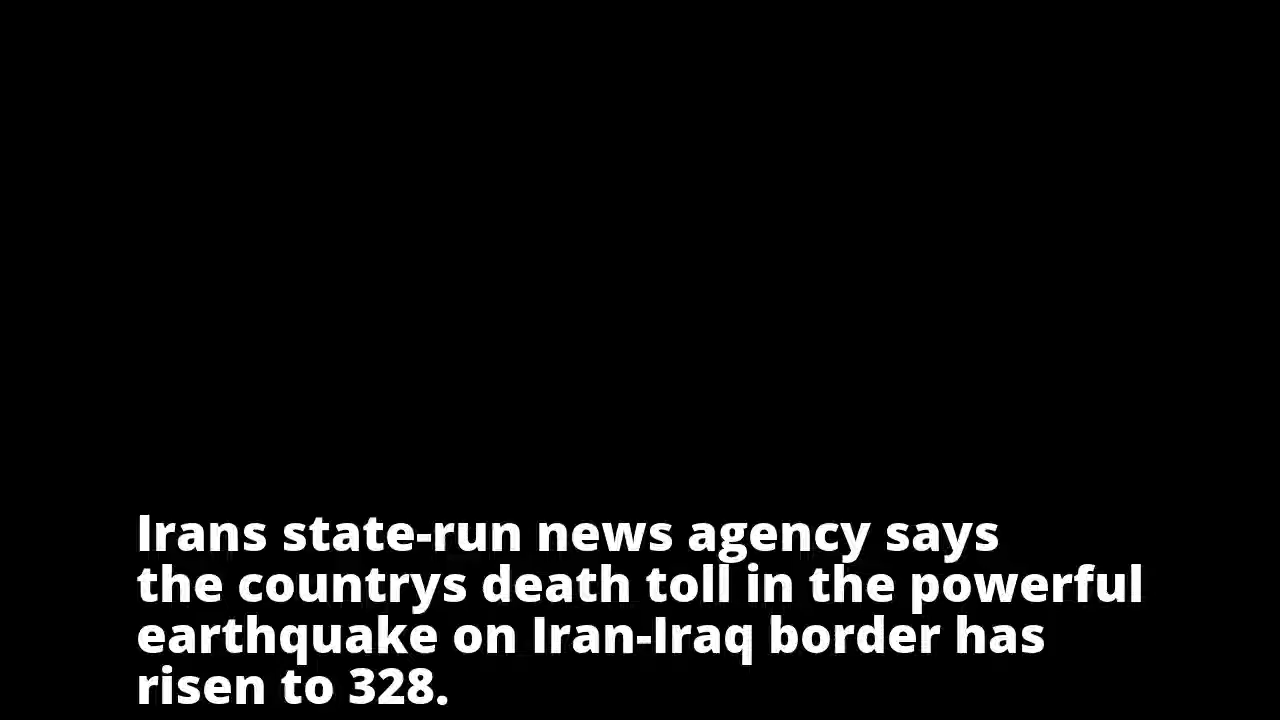 Irans state-run news agency says
the countrys death toll in the powerful
earthquake on Iran-Iraq border has
risen to 328.